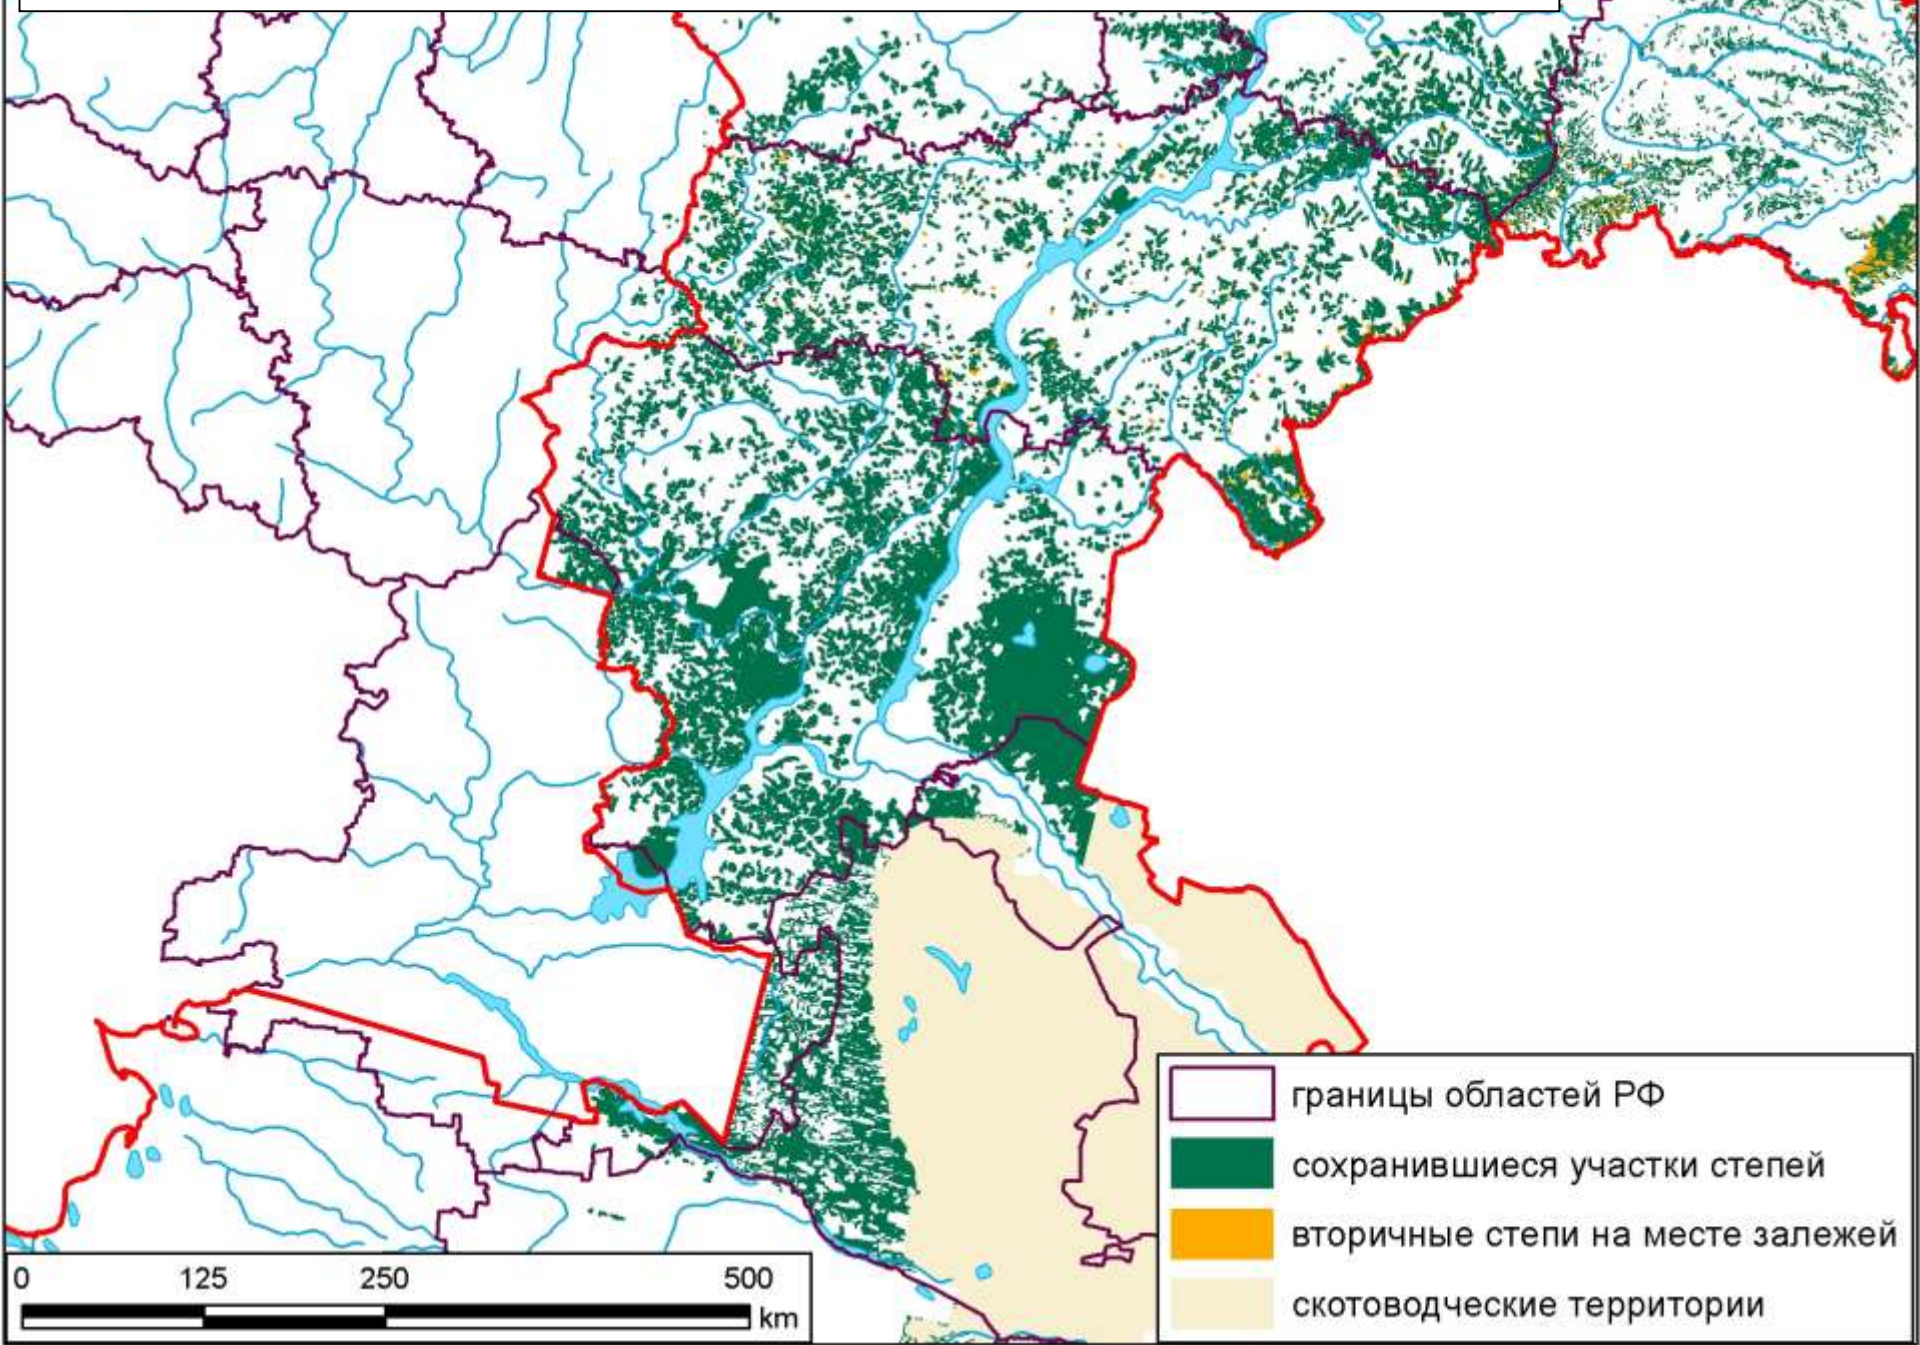 границы областей РФ
сохранившиеся участки степей
вторичные степи на месте залежей
скотоводческие территории
0 125 250 500
km